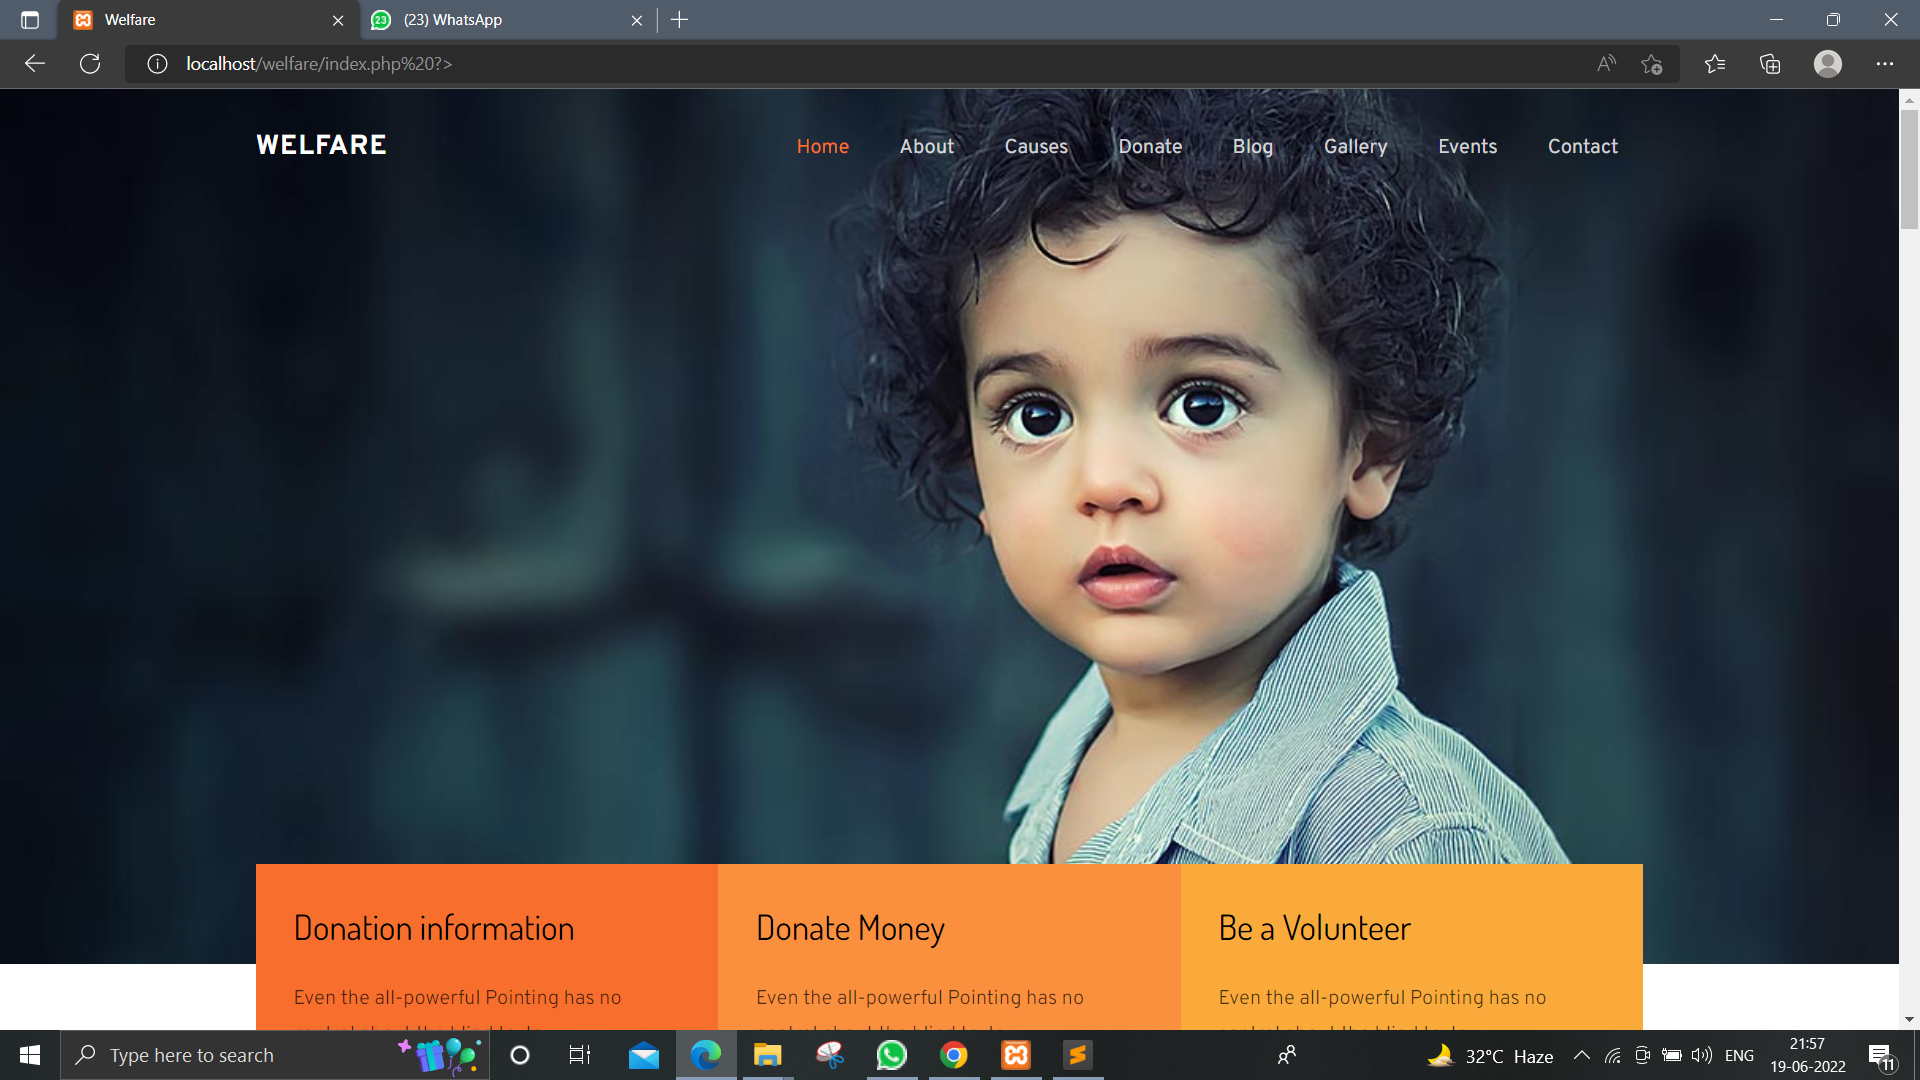 Welfare
(23) WhatsApp
localhost/welfare/index.php%20?>
WELFARE
Home About Causes Donate Blog Gallery Events Contact
Donation information
Donate Money
Be a Volunteer
Even the all-powerful Pointing has no
Even the all-powerful Pointing has no
Even the all-powerful Pointing has no
Type here to search
32°C Haze
ENG
21:57
19-06-2022
11